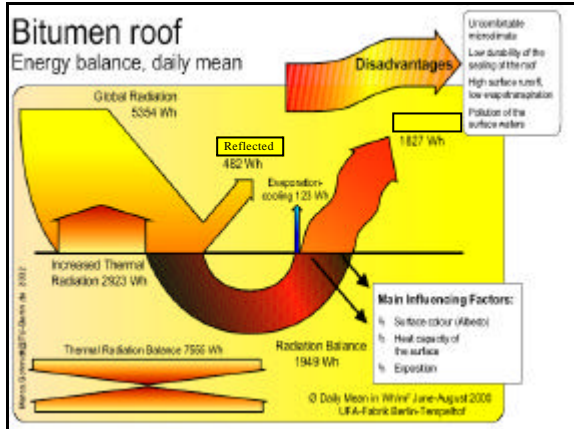 Bitumen roof
Energy balance, daily mean
Disadvantages
Uncomfortable
microclimate
Low durability of the
sealing of the roof
High surface runoff,
low evapotranspiration
Pollution of the
surface waters
Global Radiation
5354 Wh
Reflected
482 Wh
1827 Wh
Evaporation-
cooling 123 Wh
Increased Thermal
Radiation 2923 Wh
Radiation Balance
1949 Wh
Main Influencing Factors:
Surface colour (Albedo)
Heat capacity of
the surface
Exposition
Thermal Radiation Balance 7555 Wh
Ø Daily Mean in Wh/m² June-August 2000
UFA-Fabrik Berlin-Tempelhof
2002